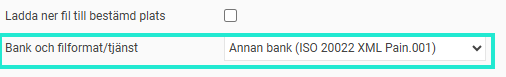 Ladda ner fil till bestämd plats
Bank och filformat/tjänst Annan bank (ISO 20022 XML Pain.001)